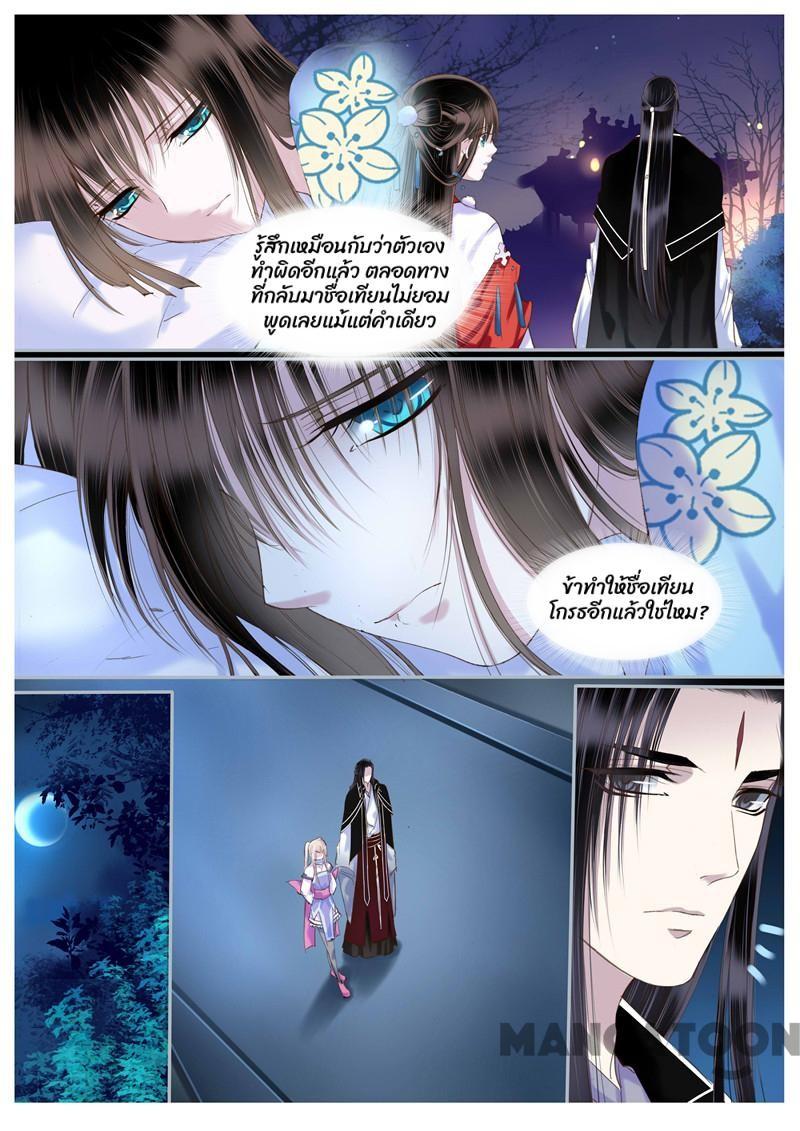 รู้สึกเหมือนกับว่าตัวเอง
ทำผิดอีกแล้ว ตลอดทาง
ที่กลับมาชื่อเทียนไม่ยอม
พูดเลยแม้แต่คำเดียว
ข้าทำให้ชื่อเทียน
โกรธอีกแล้วใช่ไหม?
MANGATOON